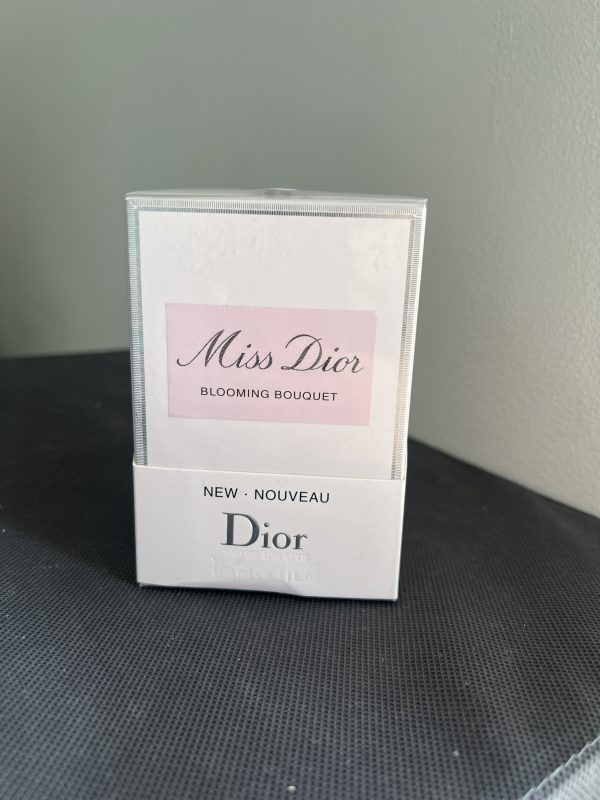 Miss Dior
BLOOMING BOUQUET
NEW · NOUVEAU
Dior